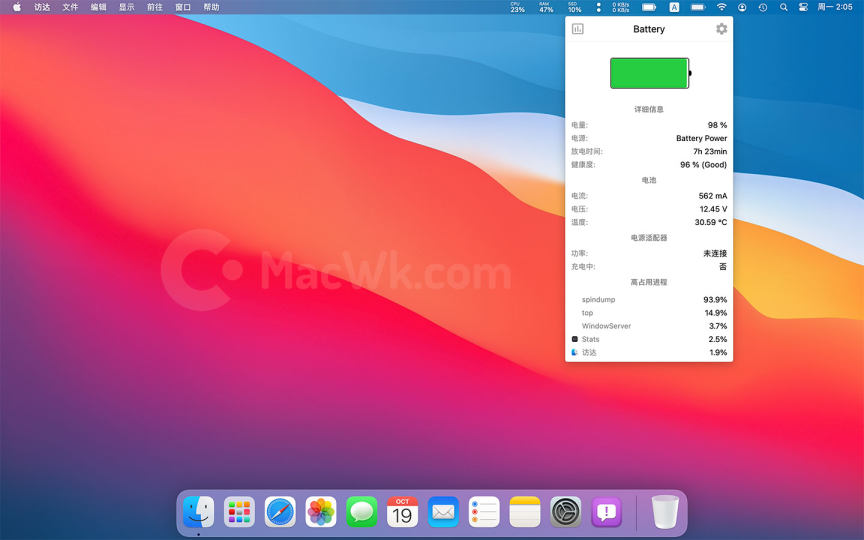 访达 文件 编辑 显示 前往 窗口 帮助
CPU 23% RAM 47% SSD 10% 0 KB/s 0 KB/s A 周一 2:05
Battery
详细信息
电量: 98 %
电源: Battery Power
放电时间: 7h 23min
健康度: 96 % (Good)
电池
电流: 562 mA
电压: 12.45 V
温度: 30.59 °C
电源适配器
功率: 未连接
充电中: 否
高占用进程
spindump 93.9%
top 14.9%
WindowServer 3.7%
Stats 2.5%
访达 1.9%
MacWk.com
OCT
19